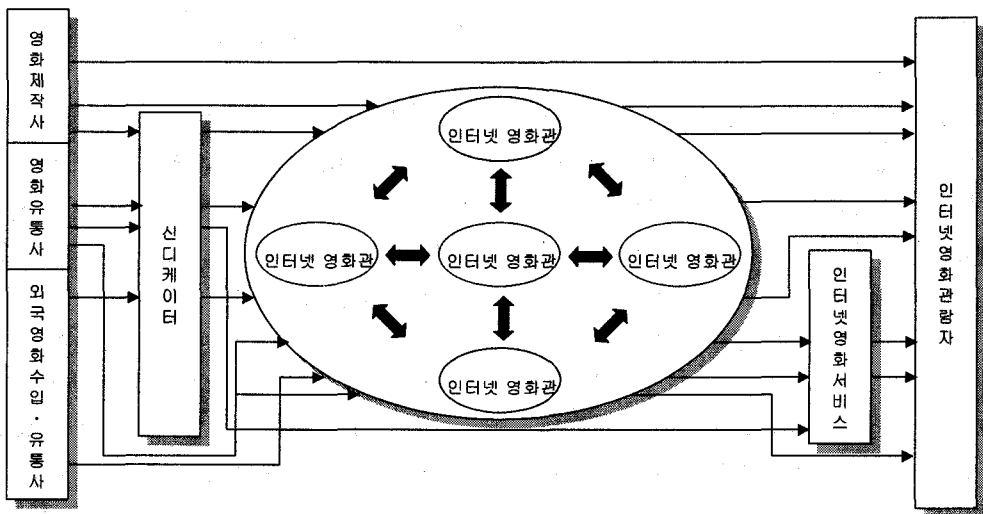 영화제작사
영화유통사
외국영화수입·유통사
신디케이터
인터넷 영화관
인터넷 영화관
인터넷 영화관
인터넷 영화관
인터넷 영화관
인터넷영화서비스
인터넷영화관람자